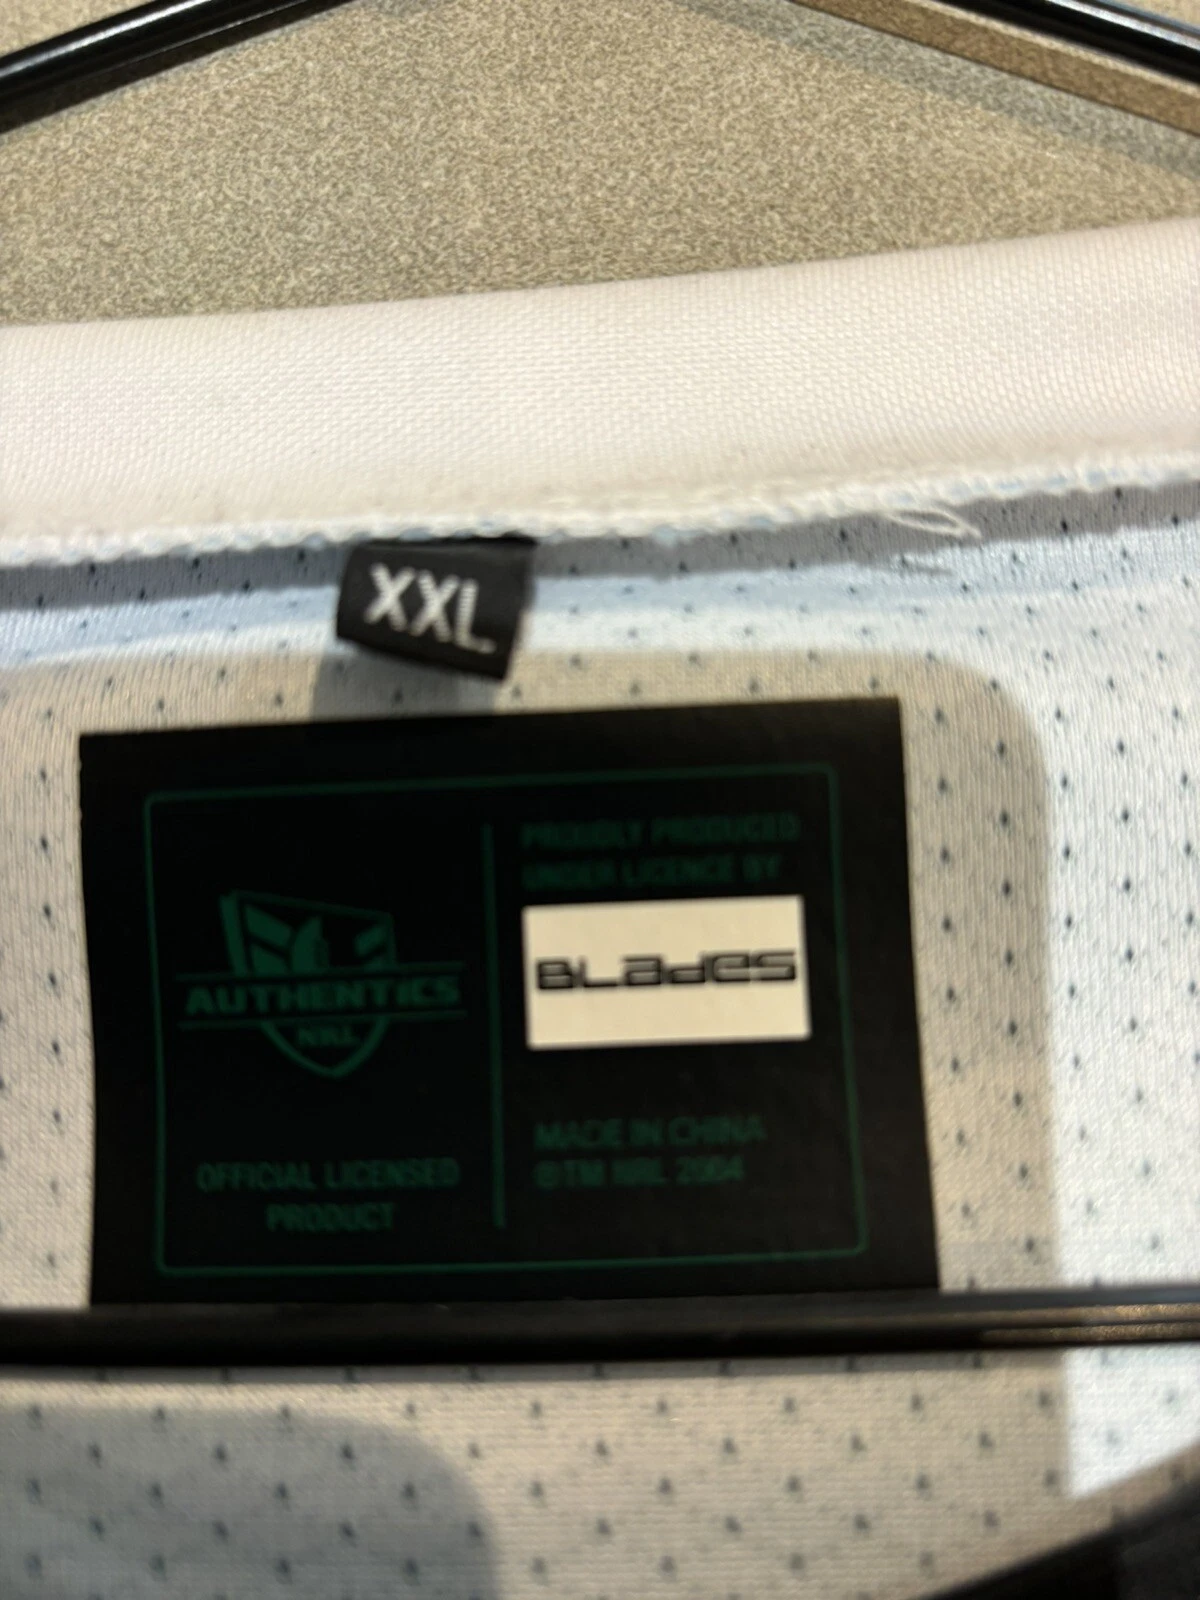 XXL
AUTHENTICS
NRL
OFFICIAL LICENSED
PRODUCT
PROUDLY PRODUCED
UNDER LICENCE BY
BLADES
MADE IN CHINA
©TM NRL 2004